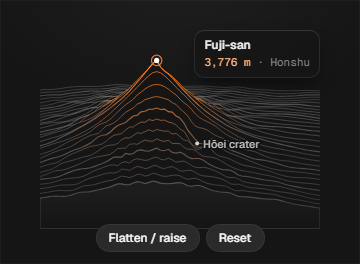 Fuji-san
3,776 m · Honshu
Hōei crater
Flatten / raise
Reset